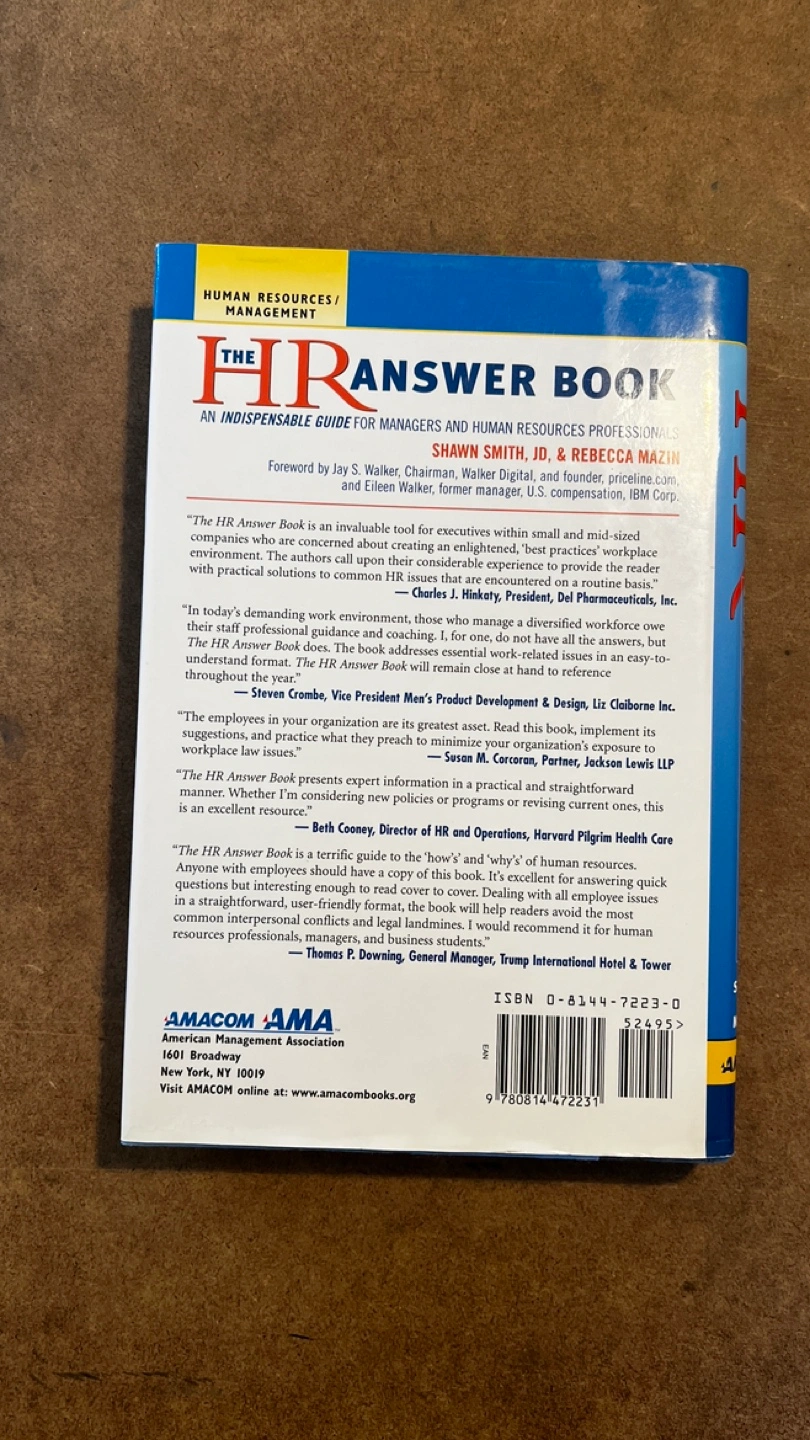 HUMAN RESOURCES/
MANAGEMENT
THE HR ANSWER BOOK
AN INDISPENSABLE GUIDE FOR MANAGERS AND HUMAN RESOURCES PROFESSIONALS
SHAWN SMITH, JD, & REBECCA MAZIN
Foreword by Jay S. Walker, Chairman, Walker Digital, and founder, priceline.com,
and Eileen Walker, former manager, U.S. compensation, IBM Corp.
“The HR Answer Book is an invaluable tool for executives within small and mid-sized
companies who are concerned about creating an enlightened, ‘best practices’ workplace
environment. The authors call upon their considerable experience to provide the reader
with practical solutions to common HR issues that are encountered on a routine basis.”
— Charles J. Hinkaty, President, Del Pharmaceuticals, Inc.
“In today’s demanding work environment, those who manage a diversified workforce owe
their staff professional guidance and coaching. I, for one, do not have all the answers, but
The HR Answer Book does. The book addresses essential work-related issues in an easy-to-
understand format. The HR Answer Book will remain close at hand to reference
throughout the year.”
— Steven Crombe, Vice President Men’s Product Development & Design, Liz Claiborne Inc.
“The employees in your organization are its greatest asset. Read this book, implement its
suggestions, and practice what they preach to minimize your organization’s exposure to
workplace law issues.” — Susan M. Corcoran, Partner, Jackson Lewis LLP
“The HR Answer Book presents expert information in a practical and straightforward
manner. Whether I’m considering new policies or programs or revising current ones, this
is an excellent resource.”
— Beth Cooney, Director of HR and Operations, Harvard Pilgrim Health Care
“The HR Answer Book is a terrific guide to the ‘how’s’ and ‘why’s’ of human resources.
Anyone with employees should have a copy of this book. It’s excellent for answering quick
questions but interesting enough to read cover to cover. Dealing with all employee issues
in a straightforward, user-friendly format, the book will help readers avoid the most
common interpersonal conflicts and legal landmines. I would recommend it for human
resources professionals, managers, and business students.”
— Thomas P. Downing, General Manager, Trump International Hotel & Tower
AMACOM AMA™
American Management Association
1601 Broadway
New York, NY 10019
Visit AMACOM online at: www.amacombooks.org
ISBN 0-8144-7223-0
52495>
EAN
9 780814 472231